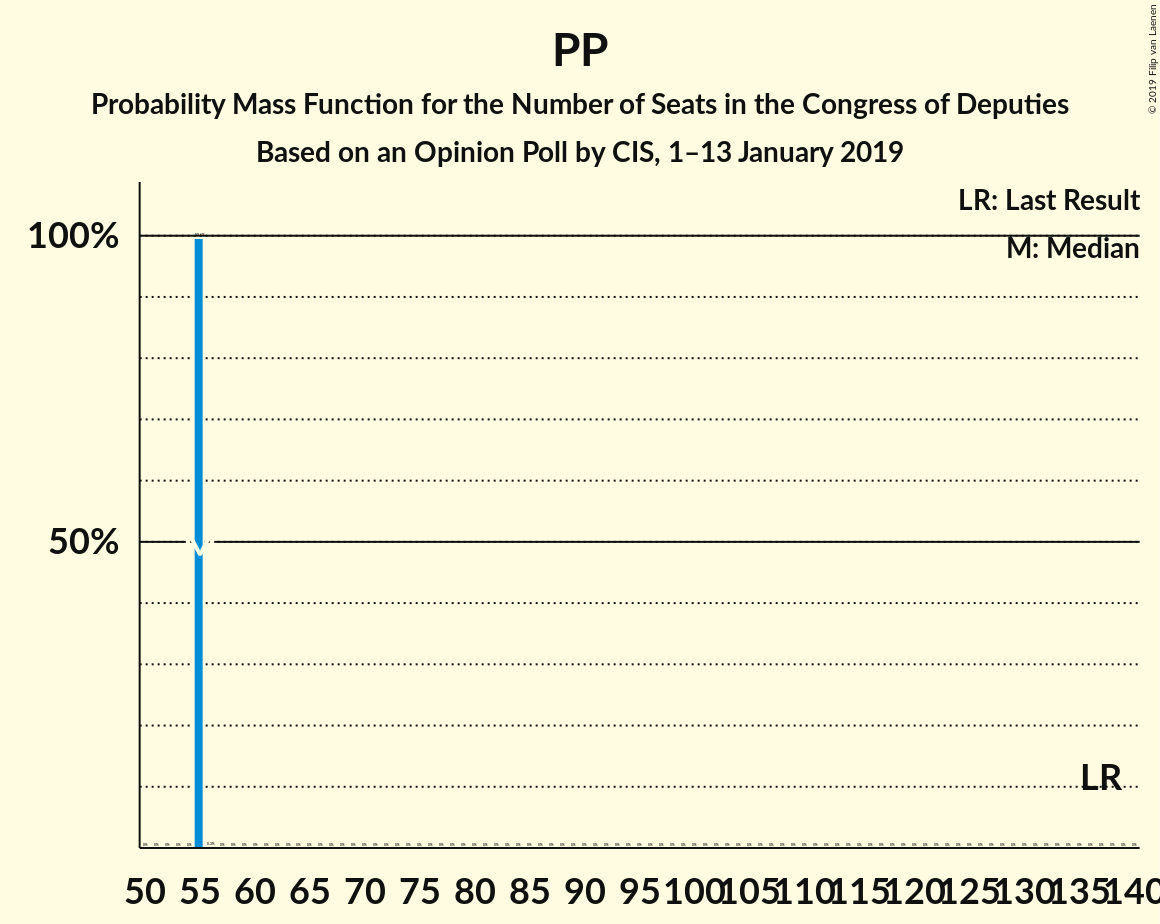 PP
Probability Mass Function for the Number of Seats in the Congress of Deputies
Based on an Opinion Poll by CIS, 1–13 January 2019
© 2019 Filip van Laenen
LR: Last Result
M: Median
100%
50%
M
LR
50 55 60 65 70 75 80 85 90 95 100 105 110 115 120 125 130 135 140